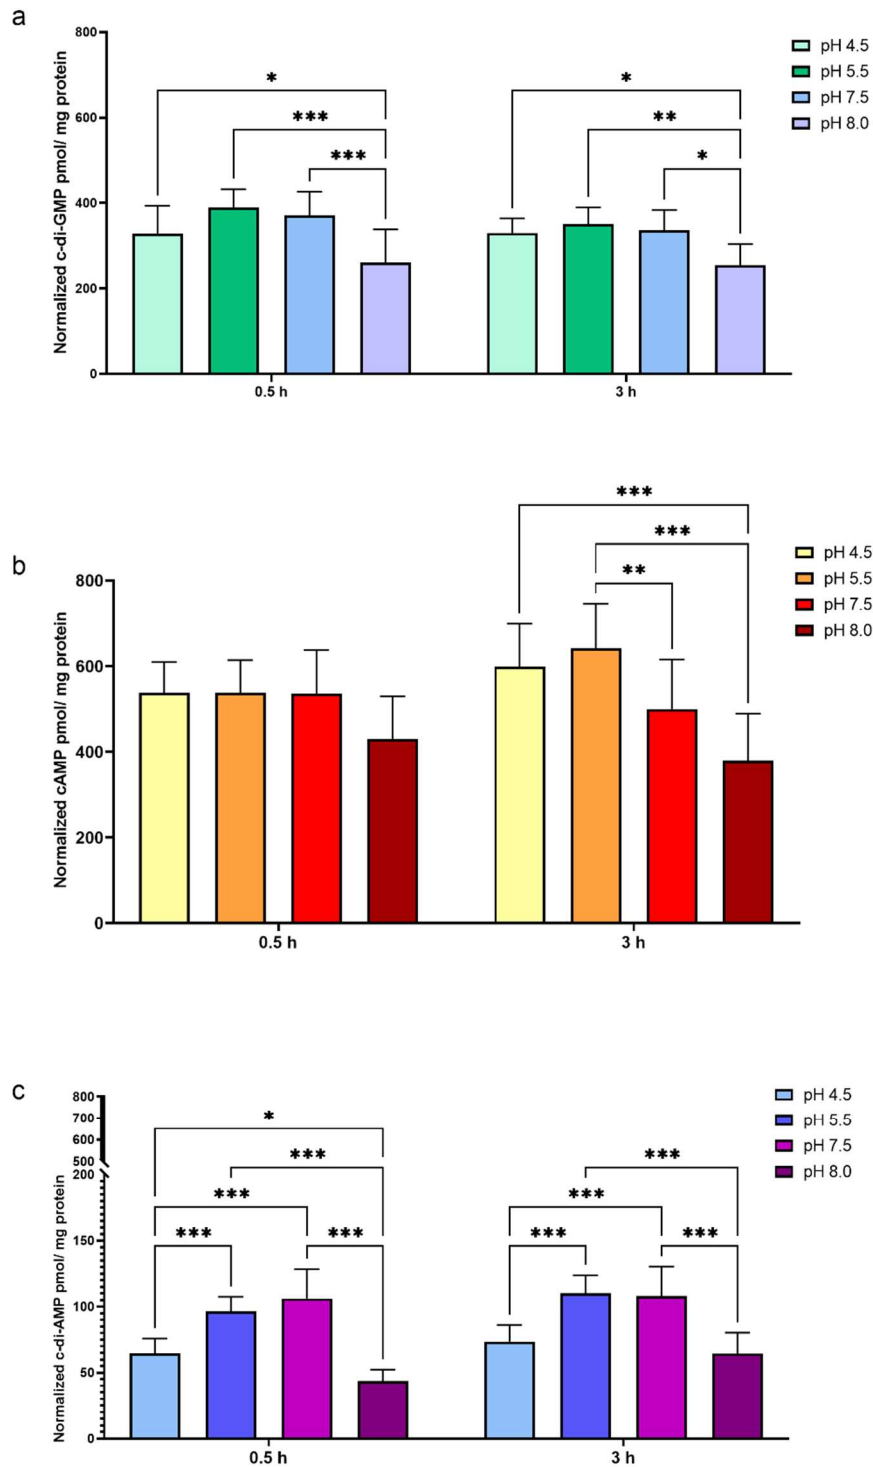 a
800
600
400
200
0
Normalized c-di-GMP pmol/ mg protein
*
***
***
*
**
*
0.5 h
3 h
pH 4.5
pH 5.5
pH 7.5
pH 8.0
b
800
600
400
200
0
Normalized cAMP pmol/ mg protein
***
***
**
0.5 h
3 h
pH 4.5
pH 5.5
pH 7.5
pH 8.0
c
800
700
600
500
200
150
100
50
0
Normalized c-di-AMP pmol/ mg protein
*
***
***
***
***
***
***
***
***
0.5 h
3 h
pH 4.5
pH 5.5
pH 7.5
pH 8.0